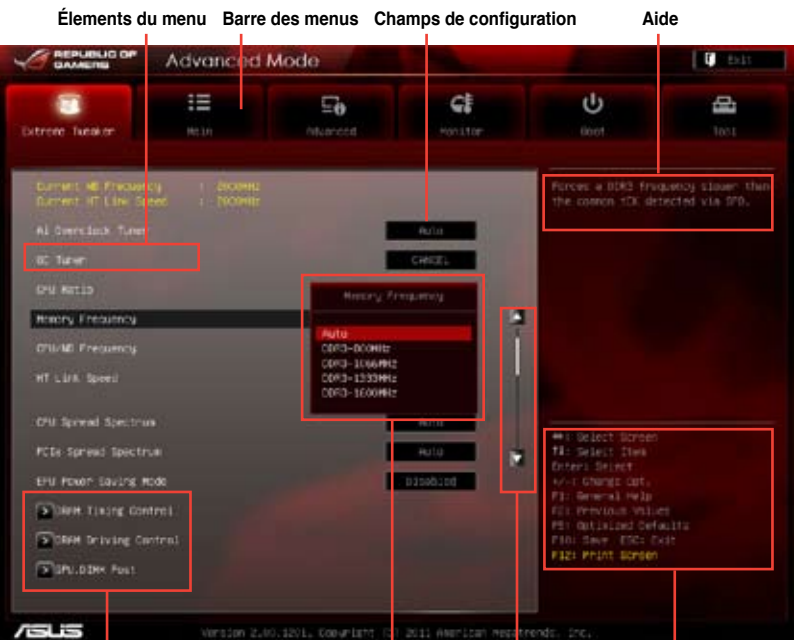 Élements du menu Barre des menus Champs de configuration Aide
REPUBLIC OF GAMERS
Advanced Mode
Exit
Extreme Tweaker Main Advanced Monitor Boot Tool
Current NB Frequency : 2000MHz
Current HT Link Speed : 2000MHz
Forces a DDR3 frequency slower than
the common tCK detected via SPD.
Ai Overclock Tuner Auto
OC Tuner CANCEL
CPU Ratio
Memory Frequency
Memory Frequency
Auto
DDR3-800MHz
DDR3-1066MHz
DDR3-1333MHz
DDR3-1600MHz
CPU/NB Frequency
HT Link Speed
CPU Spread Spectrum Auto
PCIe Spread Spectrum Auto
EPU Power Saving Mode Disabled
> DRAM Timing Control
> DRAM Driving Control
> GPU.DIMM Post
→←: Select Screen
↑↓: Select Item
Enter: Select
+/-: Change Opt.
F1: General Help
F2: Previous Values
F5: Optimized Defaults
F10: Save ESC: Exit
F12: Print Screen
ASUS
Version 2.00.1201. Copyright (C) 2011 American Megatrends, Inc.